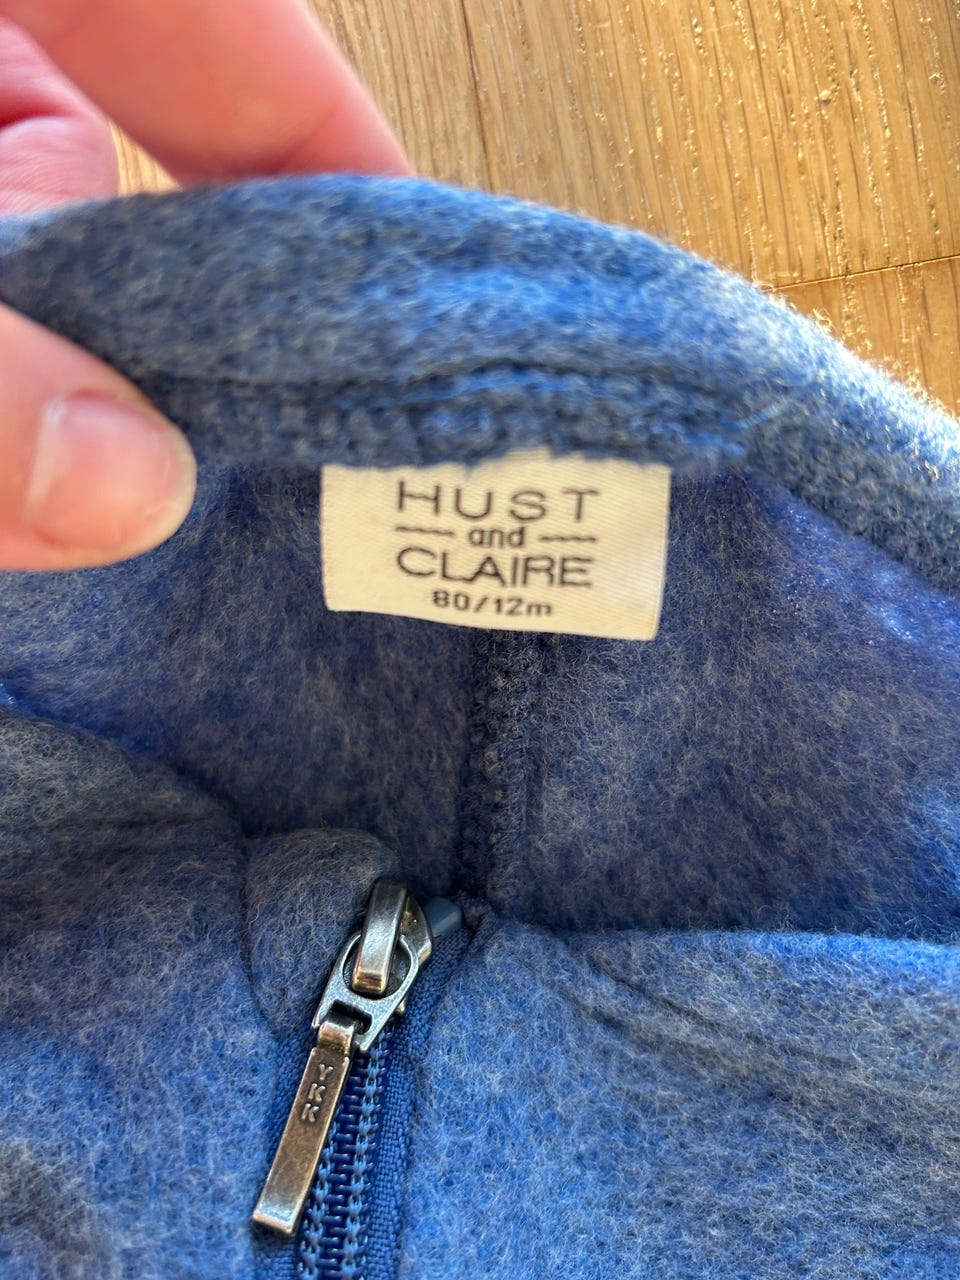 HUST
and
CLAIRE
80/12m
YKK